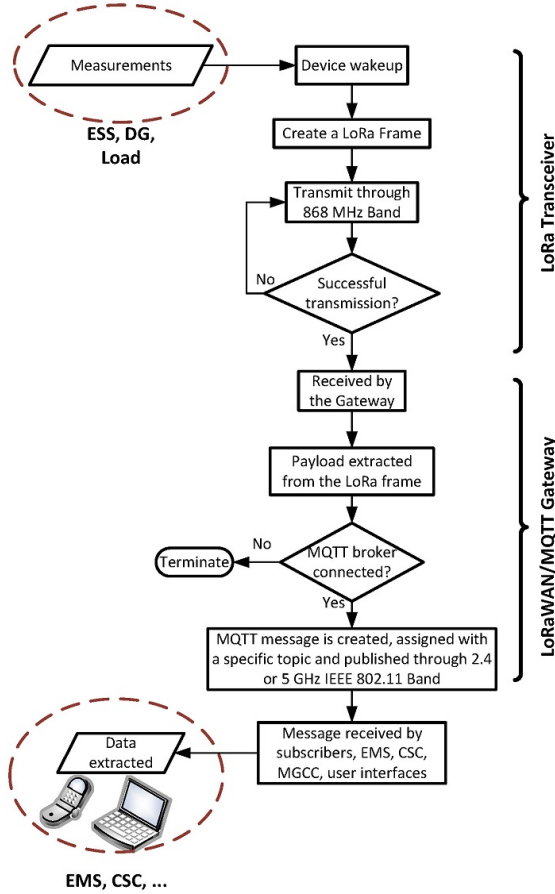 Measurements
Device wakeup
ESS, DG,
Load
Create a LoRa Frame
Transmit through
868 MHz Band
No
Successful
transmission?
Yes
LoRa Transceiver
Received by
the Gateway
Payload extracted
from the LoRa frame
No
Terminate
MQTT broker
connected?
Yes
MQTT message is created, assigned with
a specific topic and published through 2.4
or 5 GHz IEEE 802.11 Band
LoRaWAN/MQTT Gateway
Message received by
subscribers, EMS, CSC,
MGCC, user interfaces
Data
extracted
EMS, CSC, ...